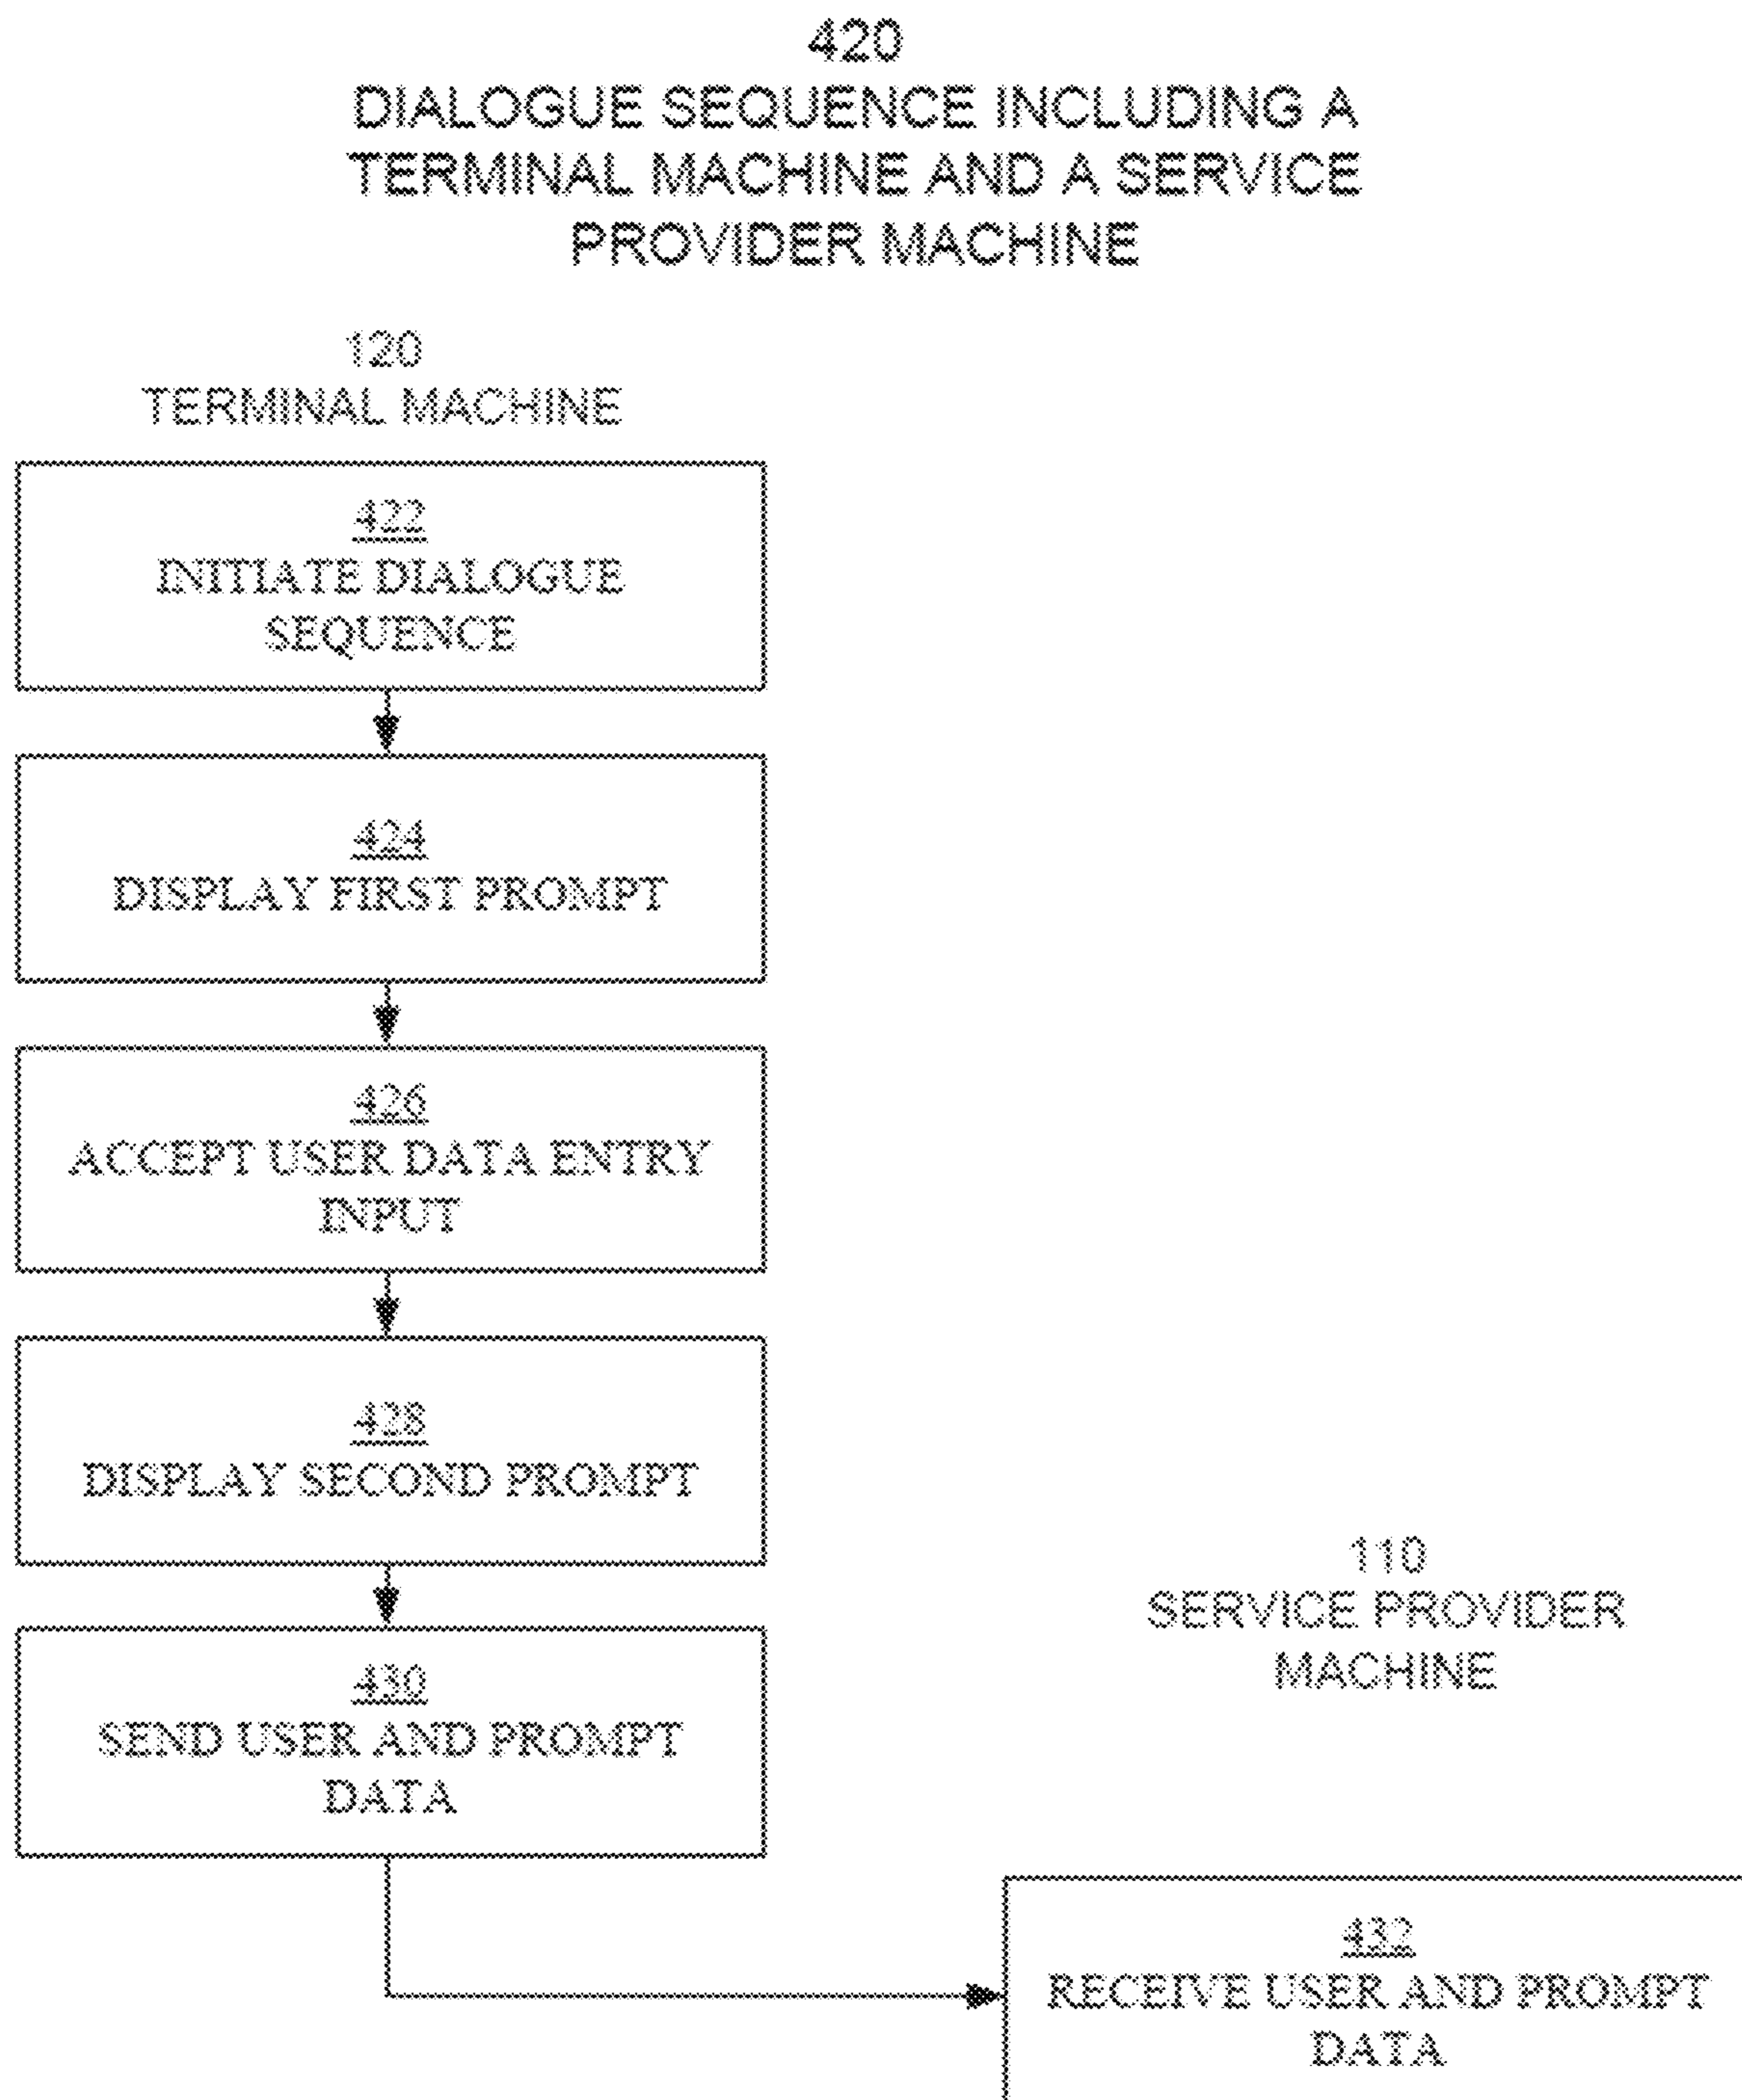 420
DIALOGUE SEQUENCE INCLUDING A
TERMINAL MACHINE AND A SERVICE
PROVIDER MACHINE
120
TERMINAL MACHINE
422
INITIATE DIALOGUE
SEQUENCE
424
DISPLAY FIRST PROMPT
426
ACCEPT USER DATA ENTRY
INPUT
428
DISPLAY SECOND PROMPT
430
SEND USER AND PROMPT
DATA
110
SERVICE PROVIDER
MACHINE
432
RECEIVE USER AND PROMPT
DATA